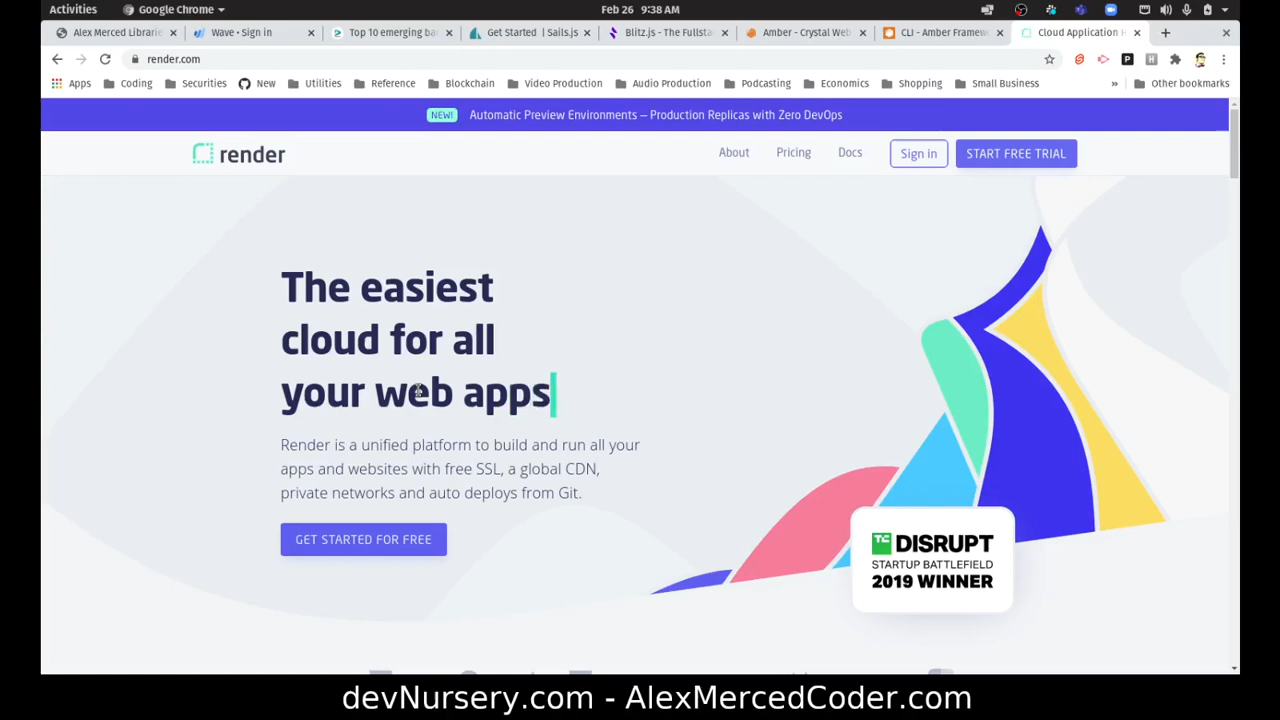 Activities
Google Chrome
Feb 26 9:38 AM
Alex Merced Librarie
Wave • Sign in
Top 10 emerging ba
Get Started | Sails.js
Blitz.js - The Fullsta
Amber - Crystal Web
CLI - Amber Framew
Cloud Application H
render.com
Apps
Coding
Securities
New
Utilities
Reference
Blockchain
Video Production
Audio Production
Podcasting
Economics
Shopping
Small Business
»
Other bookmarks
NEW! Automatic Preview Environments — Production Replicas with Zero DevOps
render
About
Pricing
Docs
Sign in
START FREE TRIAL
The easiest
cloud for all
your web apps
Render is a unified platform to build and run all your
apps and websites with free SSL, a global CDN,
private networks and auto deploys from Git.
GET STARTED FOR FREE
TC DISRUPT
STARTUP BATTLEFIELD
2019 WINNER
devNursery.com - AlexMercedCoder.com